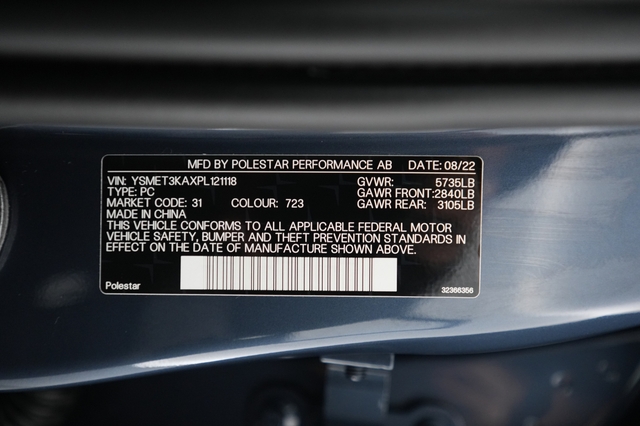 MFD BY POLESTAR PERFORMANCE AB DATE: 08/22
VIN: YSMET3KAXPL121118 GVWR: 5735LB
TYPE: PC GAWR FRONT: 2840LB
MARKET CODE: 31 COLOUR: 723 GAWR REAR: 3105LB
MADE IN CHINA
THIS VEHICLE CONFORMS TO ALL APPLICABLE FEDERAL MOTOR
VEHICLE SAFETY, BUMPER AND THEFT PREVENTION STANDARDS IN
EFFECT ON THE DATE OF MANUFACTURE SHOWN ABOVE.
Polestar 32366356